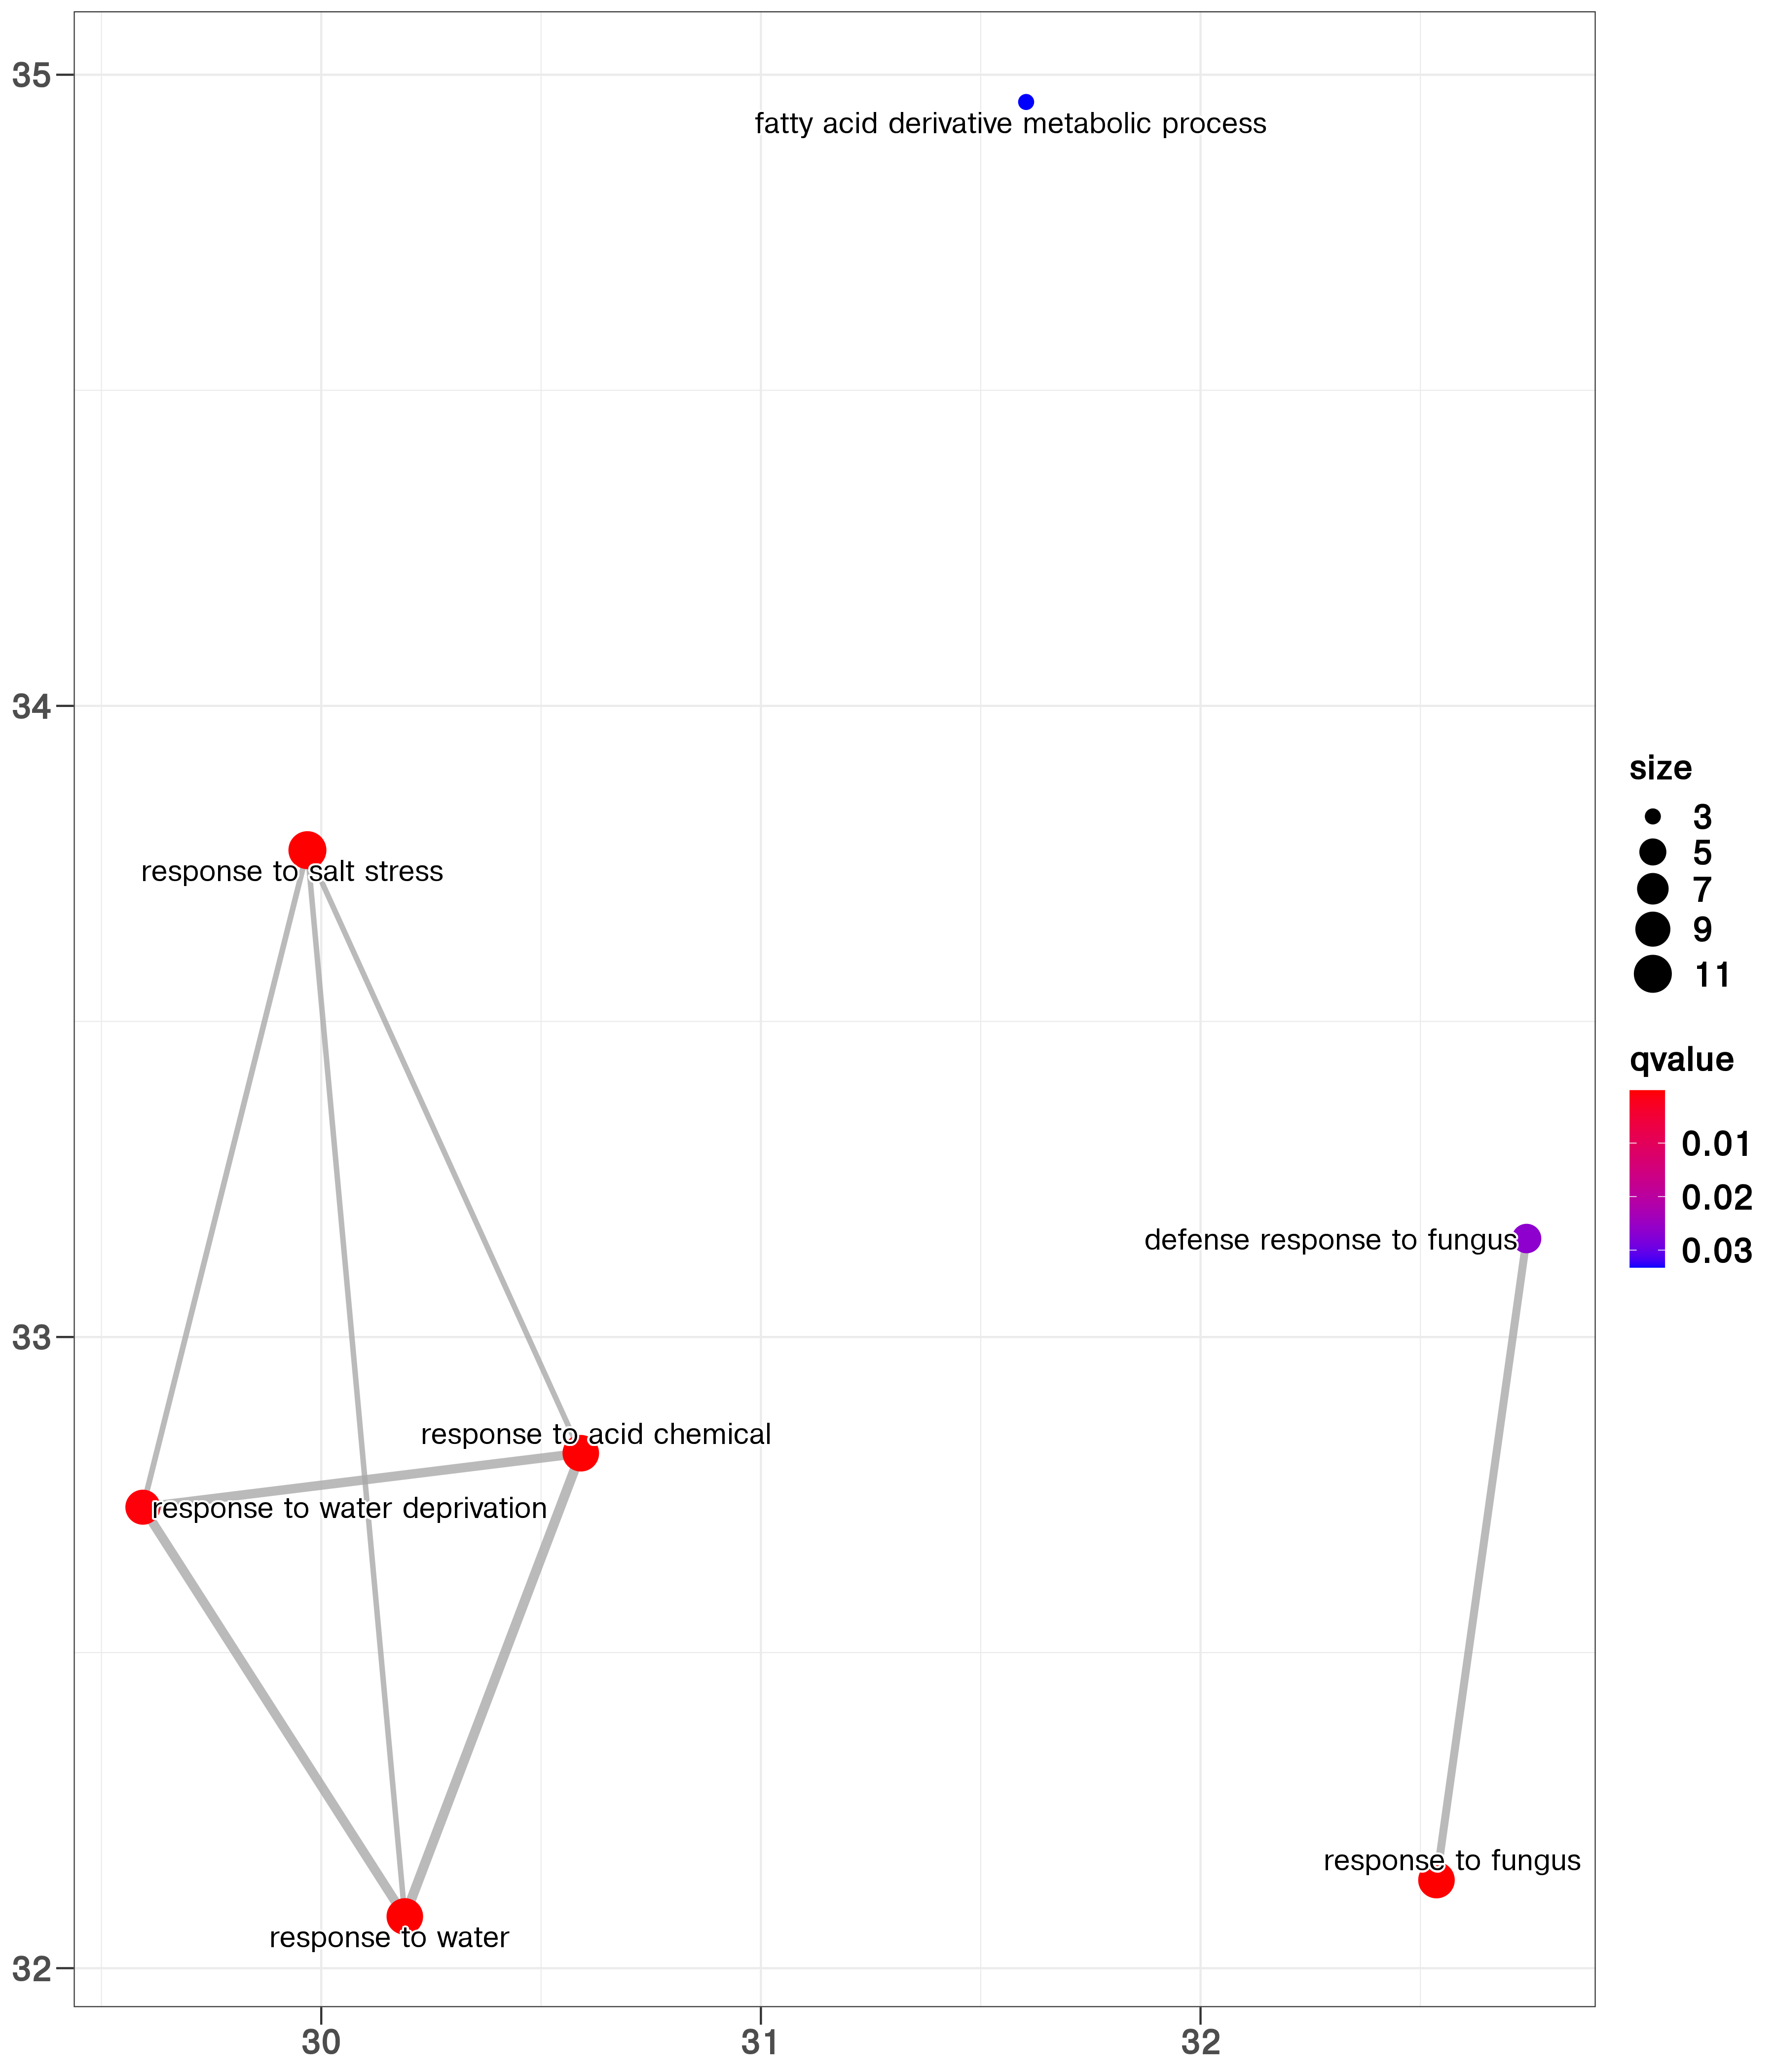 35
fatty acid derivative metabolic process
34
size
3
5
7
9
11
response to salt stress
qvalue
0.01
0.02
0.03
defense response to fungus
33
response to acid chemical
response to water deprivation
response to fungus
response to water
32
30
31
32